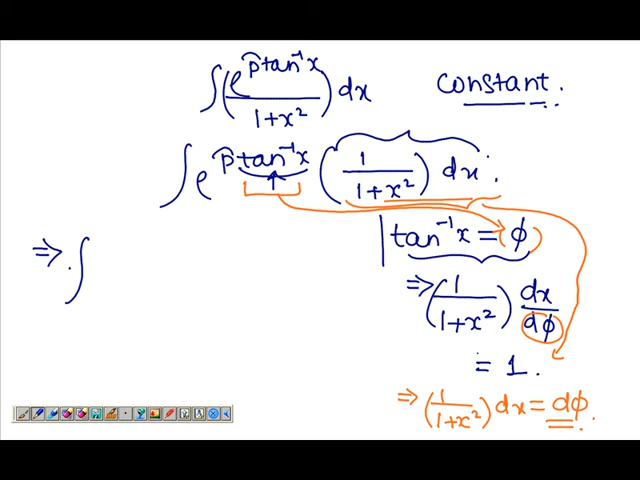 ∫(e^(p tan⁻¹x)/(1+x²)) dx constant.
∫e^(p tan⁻¹x) (1/(1+x²)) dx.
tan⁻¹x = φ
⇒ ∫
⇒ (1/(1+x²)) dx/dφ
= 1.
⇒ (1/(1+x²)) dx = dφ.